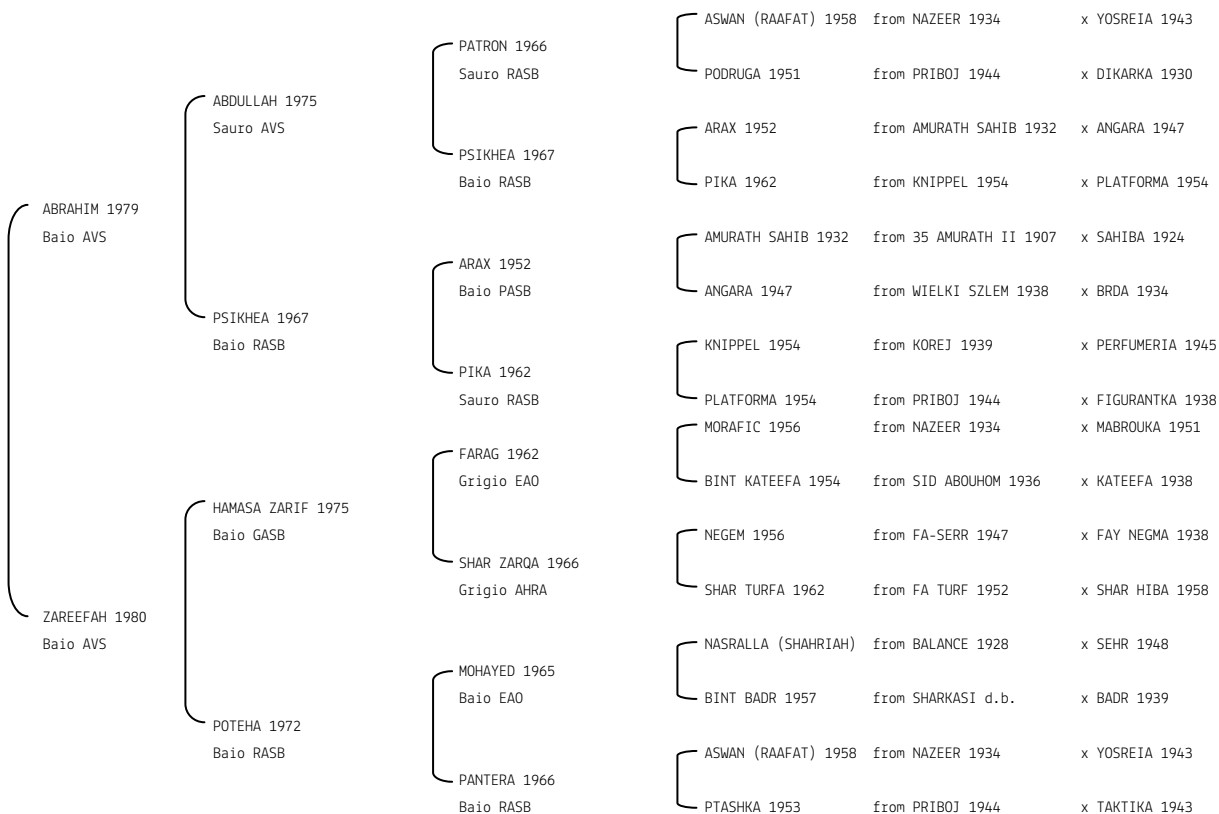 ASWAN (RAAFAT) 1958 from NAZEER 1934 x YOSREIA 1943
PATRON 1966
Sauro RASB
PODRUGA 1951 from PRIBOJ 1944 x DIKARKA 1930
ABDULLAH 1975
Sauro AVS
ARAX 1952 from AMURATH SAHIB 1932 x ANGARA 1947
PSIKHEA 1967
Baio RASB
PIKA 1962 from KNIPPEL 1954 x PLATFORMA 1954
ABRAHIM 1979
Baio AVS
AMURATH SAHIB 1932 from 35 AMURATH II 1907 x SAHIBA 1924
ARAX 1952
Baio PASB
ANGARA 1947 from WIELKI SZLEM 1938 x BRDA 1934
PSIKHEA 1967
Baio RASB
KNIPPEL 1954 from KOREJ 1939 x PERFUMERIA 1945
PIKA 1962
Sauro RASB
PLATFORMA 1954 from PRIBOJ 1944 x FIGURANTKA 1938
MORAFIC 1956 from NAZEER 1934 x MABROUKA 1951
FARAG 1962
Grigio EAO
BINT KATEEFA 1954 from SID ABOUHOM 1936 x KATEEFA 1938
HAMASA ZARIF 1975
Baio GASB
NEGEM 1956 from FA-SERR 1947 x FAY NEGMA 1938
SHAR ZARQA 1966
Grigio AHRA
SHAR TURFA 1962 from FA TURF 1952 x SHAR HIBA 1958
ZAREEFAH 1980
Baio AVS
NASRALLA (SHAHRIAH) from BALANCE 1928 x SEHR 1948
MOHAYED 1965
Baio EAO
BINT BADR 1957 from SHARKASI d.b. x BADR 1939
POTEHA 1972
Baio RASB
ASWAN (RAAFAT) 1958 from NAZEER 1934 x YOSREIA 1943
PANTERA 1966
Baio RASB
PTASHKA 1953 from PRIBOJ 1944 x TAKTIKA 1943